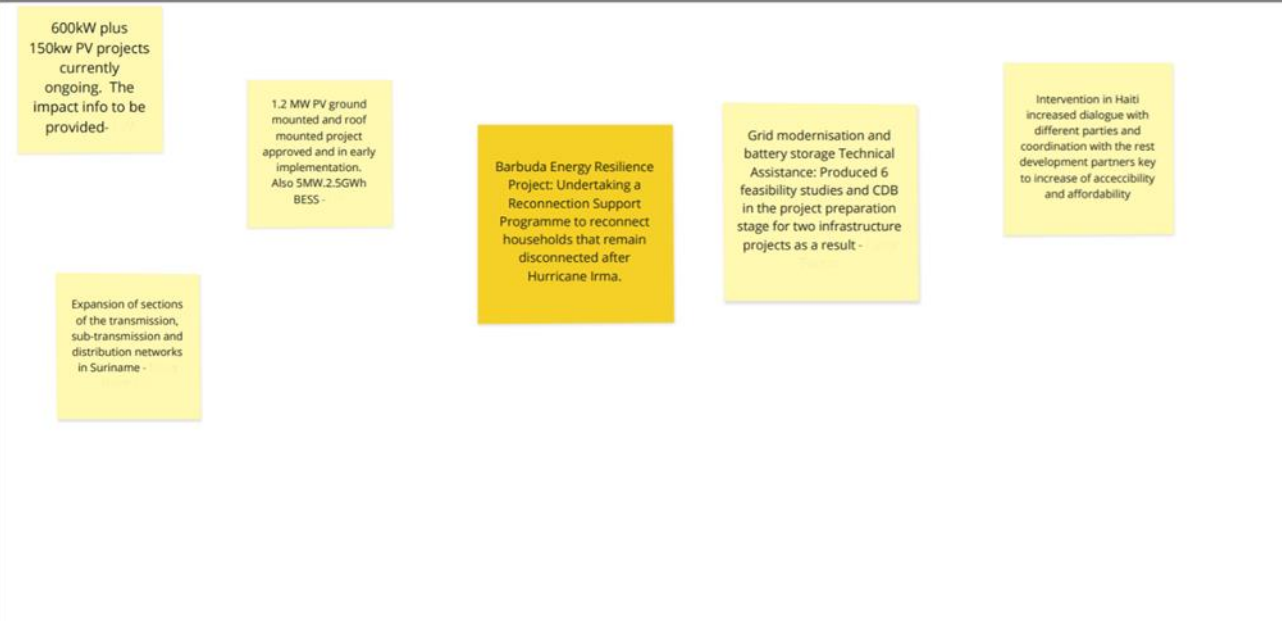 600kW plus
150kw PV projects
currently
ongoing. The
impact info to be
provided-
1.2 MW PV ground
mounted and roof
mounted project
approved and in early
implementation.
Also 5MW.2.5GWh
BESS -
Barbuda Energy Resilience
Project: Undertaking a
Reconnection Support
Programme to reconnect
households that remain
disconnected after
Hurricane Irma.
Grid modernisation and
battery storage Technical
Assistance: Produced 6
feasibility studies and CDB
in the project preparation
stage for two infrastructure
projects as a result -
Intervention in Haiti
increased dialogue with
different parties and
coordination with the rest
development partners key
to increase of acceccibility
and affordability
Expansion of sections
of the transmission,
sub-transmission and
distribution networks
in Suriname -